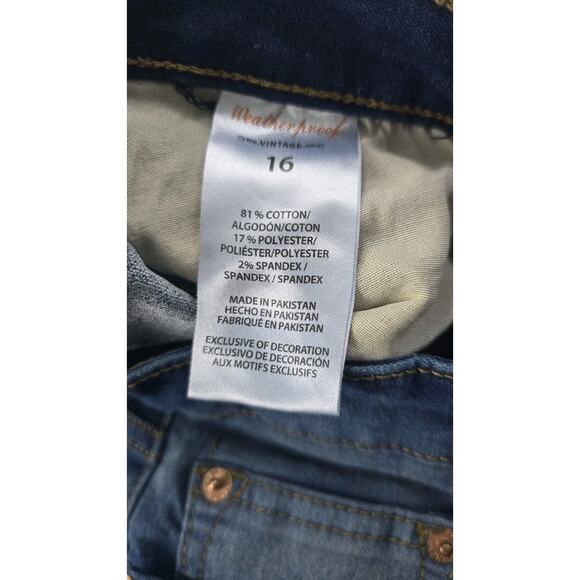 Weatherproof
VINTAGE
16
81 % COTTON/
ALGODÓN/COTON
17 % POLYESTER/
POLIÉSTER/POLYESTER
2% SPANDEX /
SPANDEX / SPANDEX
MADE IN PAKISTAN
HECHO EN PAKISTAN
FABRIQUÉ EN PAKISTAN
EXCLUSIVE OF DECORATION
EXCLUSIVO DE DECORACIÓN
AUX MOTIFS EXCLUSIFS